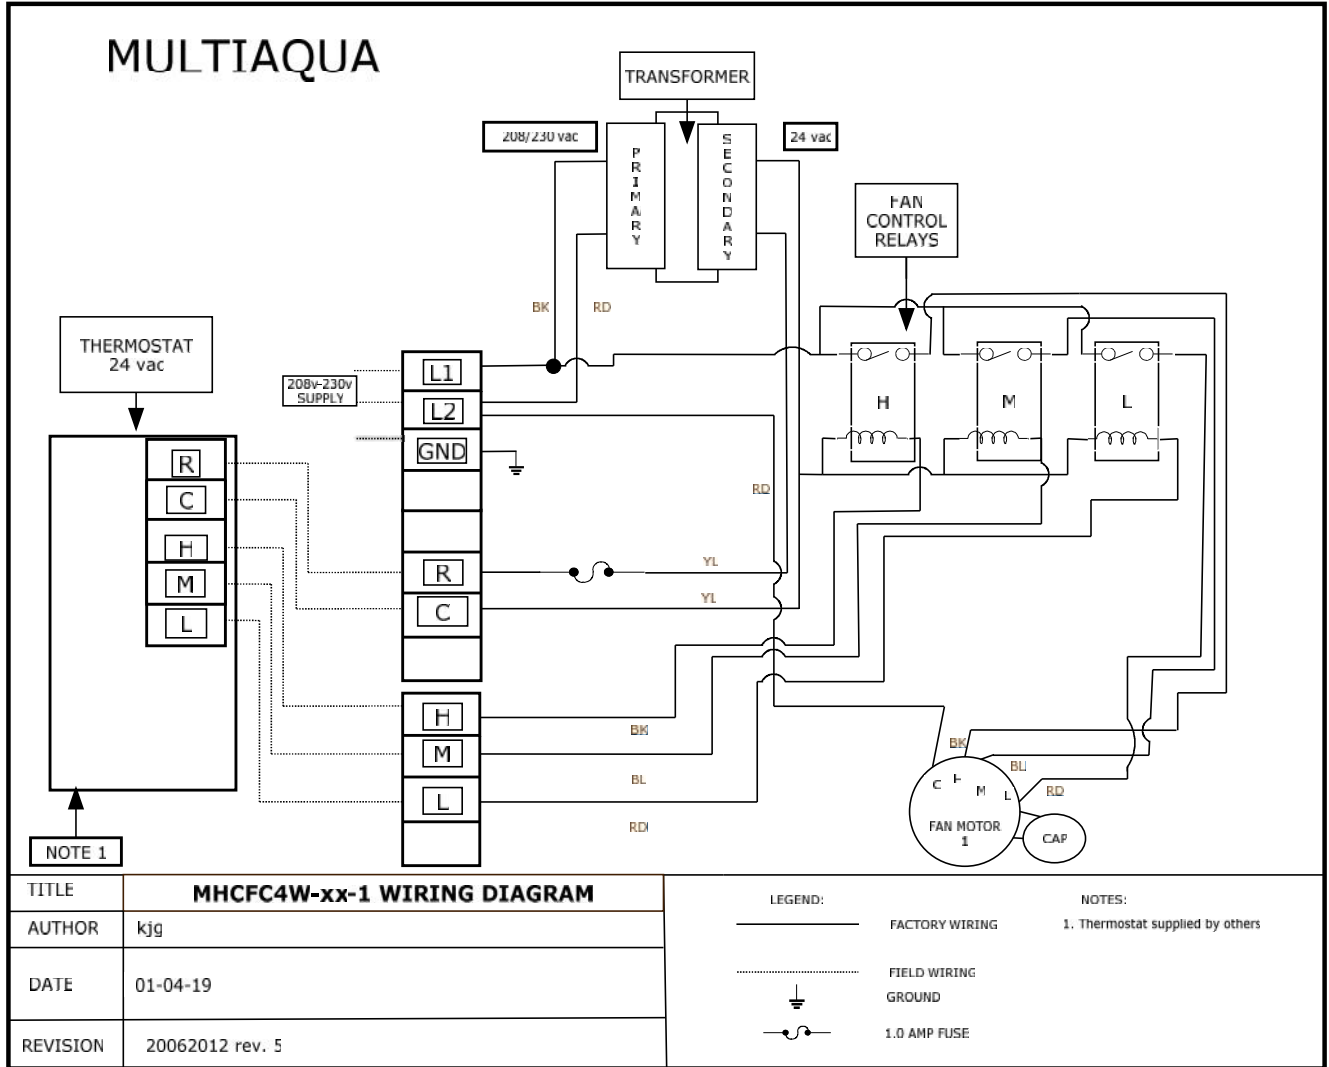 MULTIAQUA
TRANSFORMER
208/230 vac
24 vac
PRIMARY
SECONDARY
FAN
CONTROL
RELAYS
BK
RD
THERMOSTAT
24 vac
208v-230v
SUPPLY
L1
L2
GND
R
C
H
M
L
H
M
L
R
C
H
M
L
RD
YL
YL
BK
BL
RD
BK
BL
RD
C
H
M
L
FAN MOTOR
1
CAP
NOTE 1
TITLE
MHCFC4W-xx-1 WIRING DIAGRAM
AUTHOR
kjg
DATE
01-04-19
REVISION
20062012 rev. 5
LEGEND:
FACTORY WIRING
FIELD WIRING
GROUND
1.0 AMP FUSE
NOTES:
1. Thermostat supplied by others